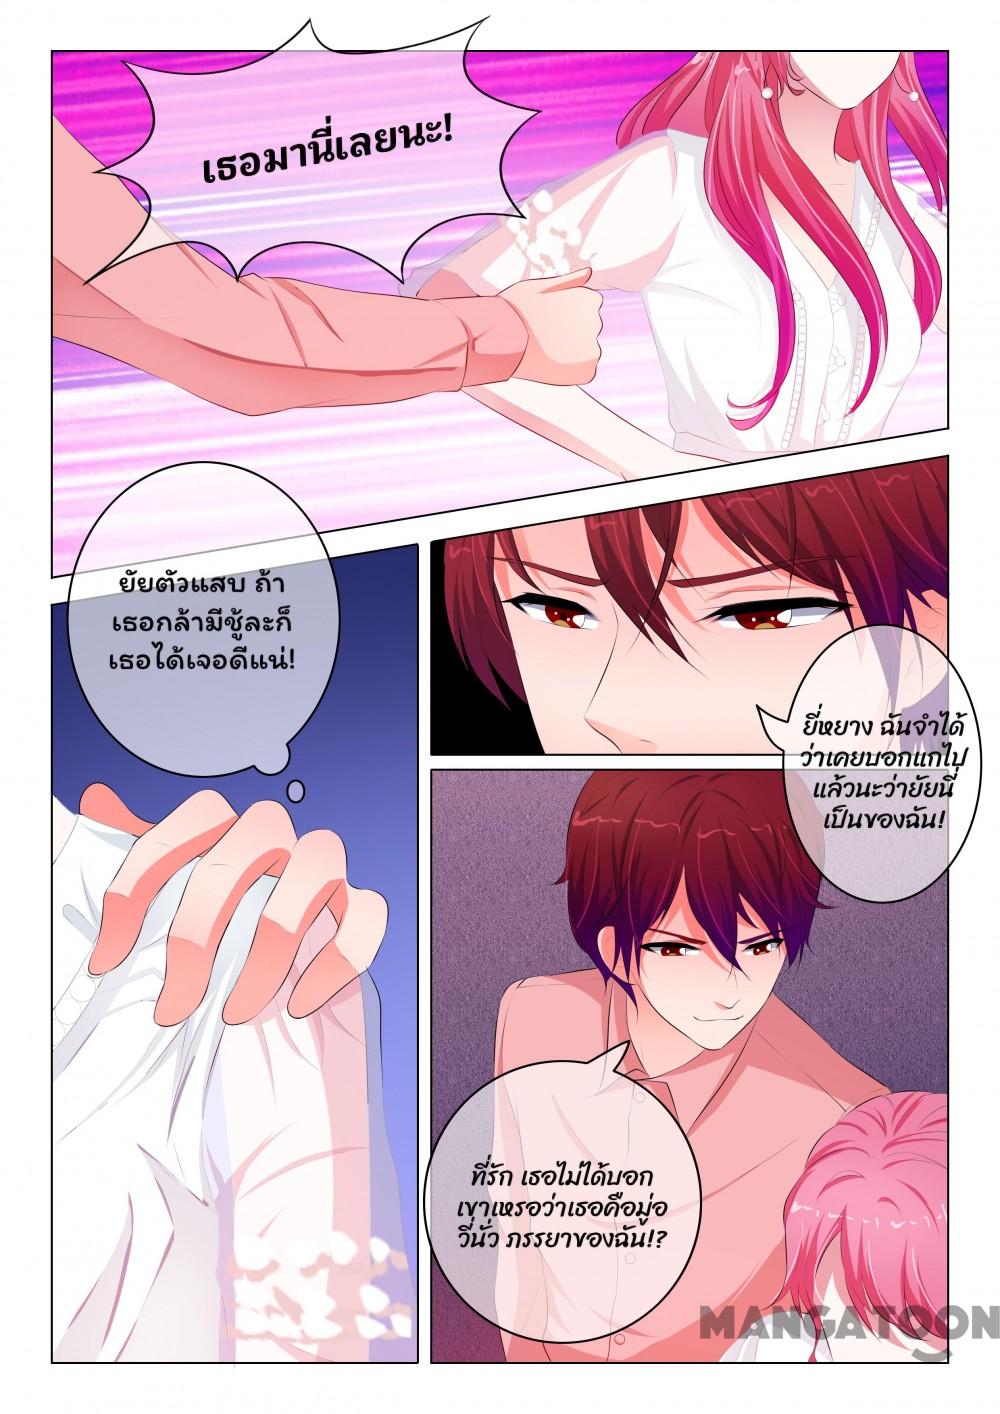 เธอมานี่เลยนะ!
ยัยตัวแสบ ถ้า
เธอกล้ามีชู้ละก็
เธอได้เจอดีแน่!
ยี่หยาง ฉันจำได้
ว่าเคยบอกแกไป
แล้วนะว่ายัยนี่
เป็นของฉัน!
ที่รัก เธอไม่ได้บอก
เขาเหรอว่าเธอคือมู่อ
วี่นั่ว ภรรยาของฉัน!?
MANGATOON